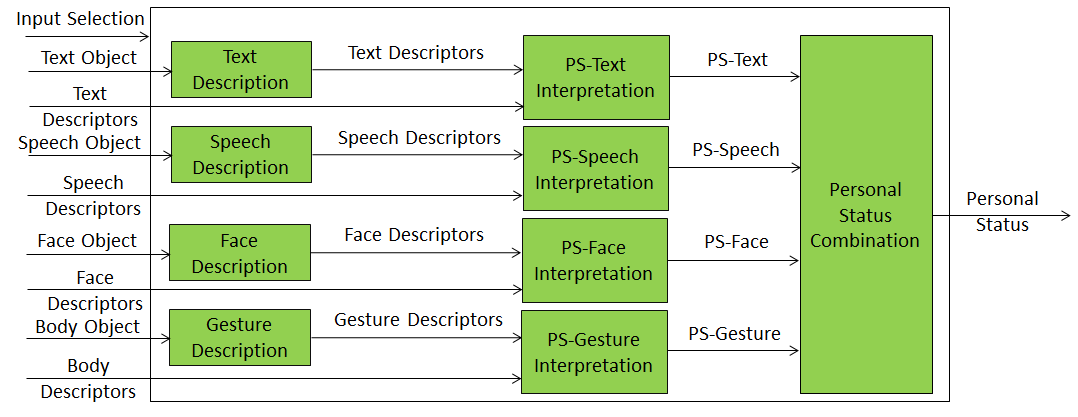 Input Selection
Text Object
Text
Description
Text Descriptors
PS-Text
Interpretation
PS-Text
Text
Descriptors
Speech Object
Speech
Description
Speech Descriptors
PS-Speech
Interpretation
PS-Speech
Speech
Descriptors
Personal
Status
Combination
Personal
Status
Face Object
Face
Description
Face Descriptors
PS-Face
Interpretation
PS-Face
Face
Descriptors
Body Object
Gesture
Description
Gesture Descriptors
PS-Gesture
Interpretation
PS-Gesture
Body
Descriptors